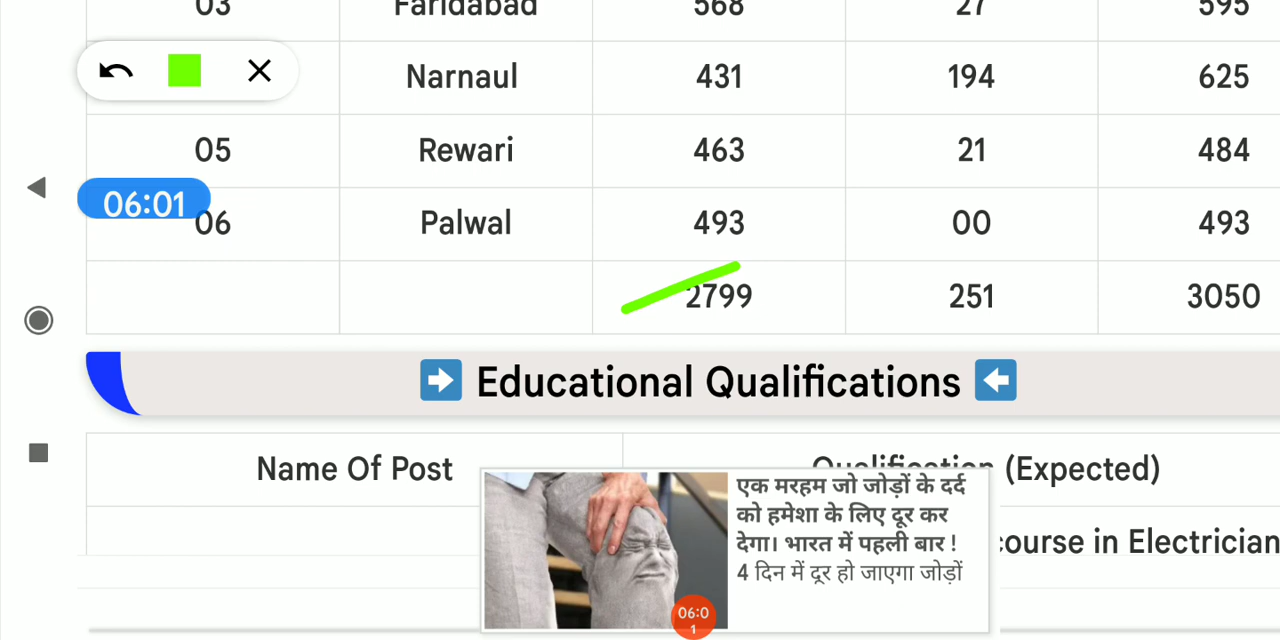 03 Faridabad 568 27 595
Narnaul 431 194 625
05 Rewari 463 21 484
06:01
06 Palwal 493 00 493
2799 251 3050
➡ Educational Qualifications ⬅
Name Of Post Qualification (Expected)
एक मरहम जो जोड़ों के दर्द
को हमेशा के लिए दूर कर
देगा। भारत में पहली बार !
course in Electrician
4 दिन में दूर हो जाएगा जोड़ों
06:0
1